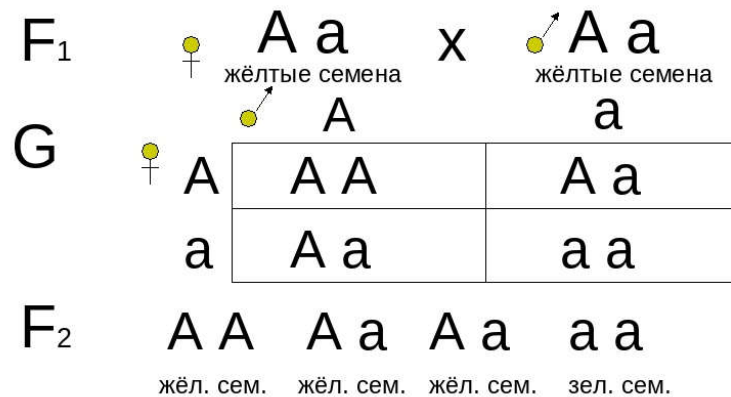 F1 A a x A a
жёлтые семена жёлтые семена
A a
G
A A A A a
a A a a a
F2 A A A a A a a a
жёл. сем. жёл. сем. жёл. сем. зел. сем.